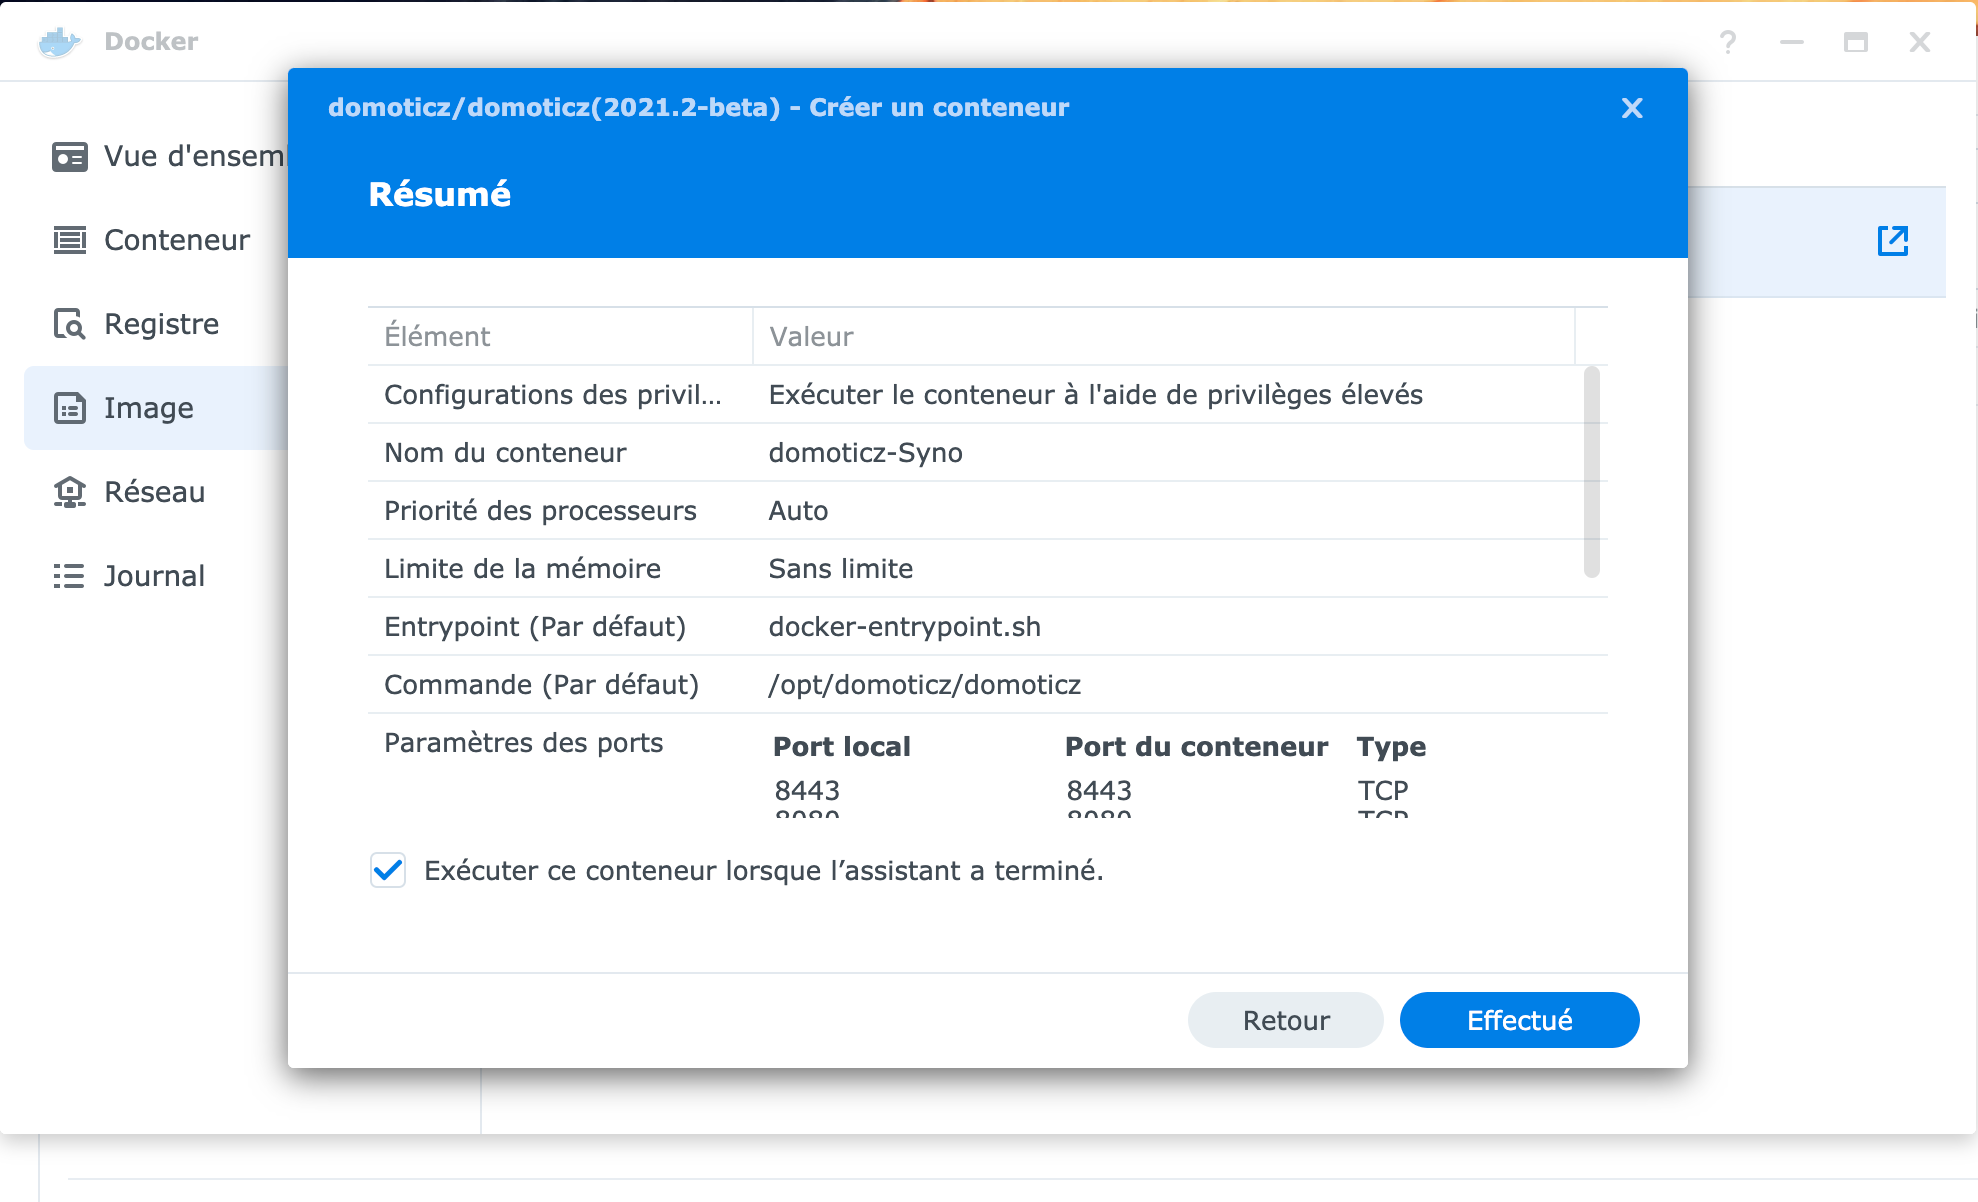 Docker
domoticz/domoticz(2021.2-beta) - Créer un conteneur
Résumé
Vue d'ensem
Conteneur
Registre
Image
Réseau
Journal
Élément Valeur
Configurations des privil... Exécuter le conteneur à l'aide de privilèges élevés
Nom du conteneur domoticz-Syno
Priorité des processeurs Auto
Limite de la mémoire Sans limite
Entrypoint (Par défaut) docker-entrypoint.sh
Commande (Par défaut) /opt/domoticz/domoticz
Paramètres des ports Port local Port du conteneur Type
8443 8443 TCP
8080 8080 TCP
Exécuter ce conteneur lorsque l’assistant a terminé.
Retour Effectué